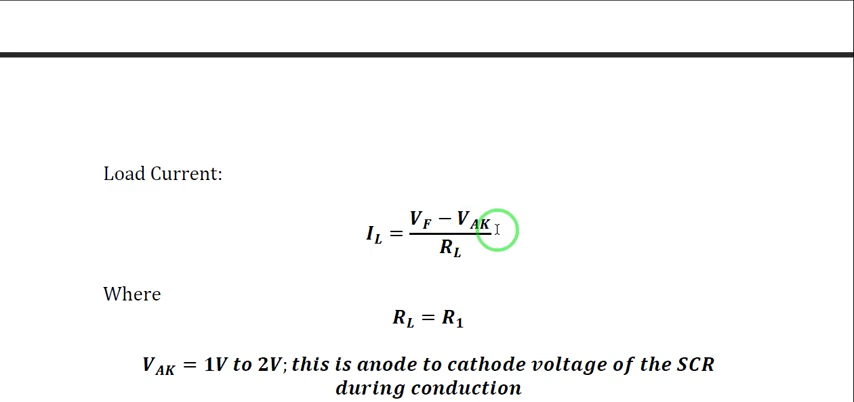 Load Current:
I_L = (V_F − V_AK) / R_L
Where
R_L = R_1
V_AK = 1V to 2V; this is anode to cathode voltage of the SCR
during conduction